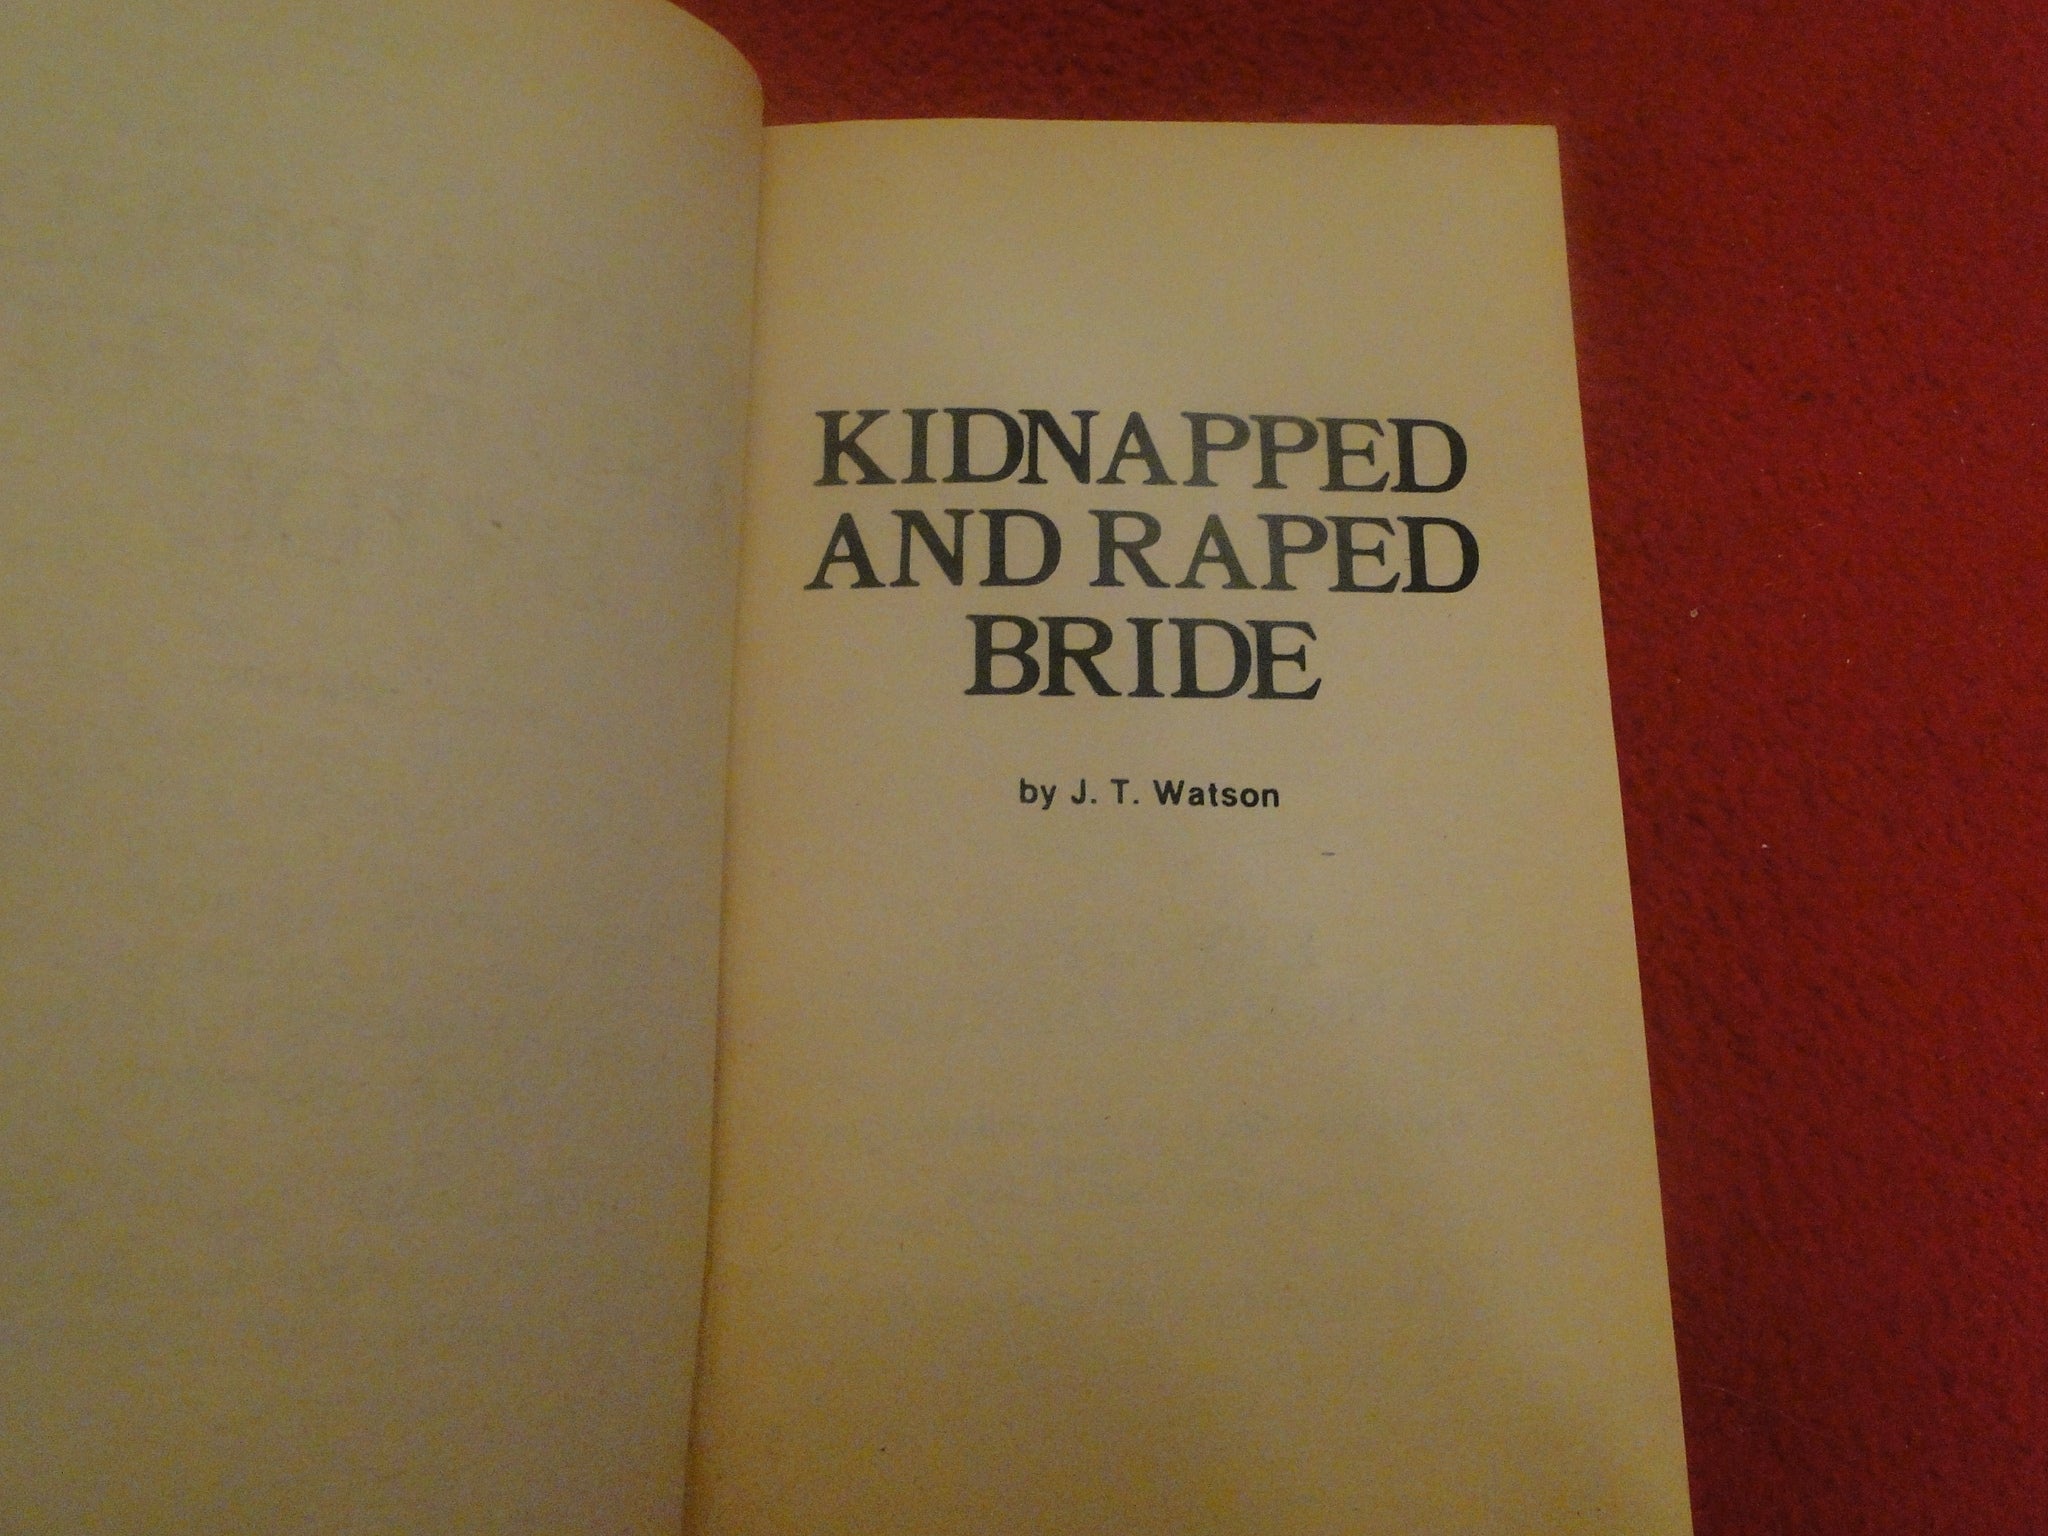 KIDNAPPED
AND RAPED
BRIDE
by J. T. Watson